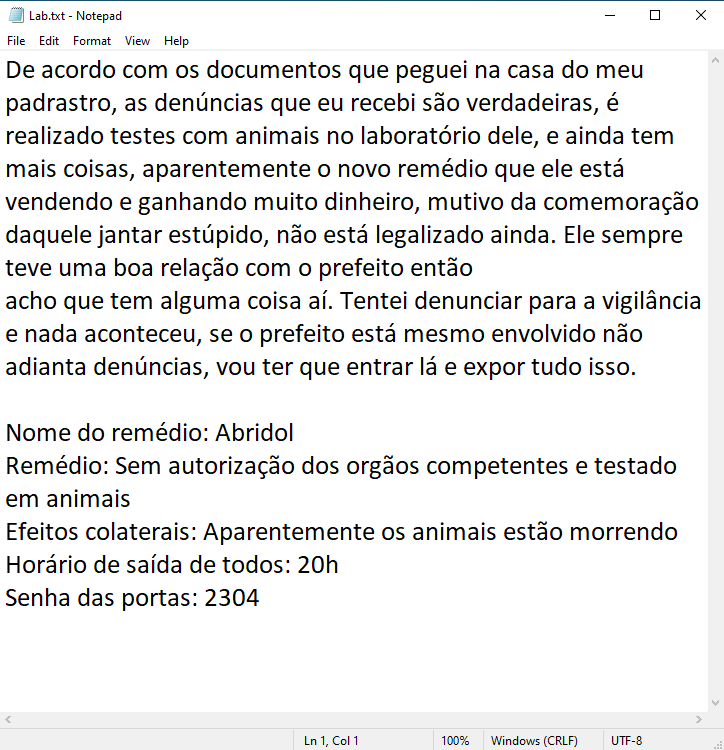 Lab.txt - Notepad
File Edit Format View Help
De acordo com os documentos que peguei na casa do meu
padrastro, as denúncias que eu recebi são verdadeiras, é
realizado testes com animais no laboratório dele, e ainda tem
mais coisas, aparentemente o novo remédio que ele está
vendendo e ganhando muito dinheiro, mutivo da comemoração
daquele jantar estúpido, não está legalizado ainda. Ele sempre
teve uma boa relação com o prefeito então
acho que tem alguma coisa aí. Tentei denunciar para a vigilância
e nada aconteceu, se o prefeito está mesmo envolvido não
adianta denúncias, vou ter que entrar lá e expor tudo isso.
Nome do remédio: Abridol
Remédio: Sem autorização dos orgãos competentes e testado
em animais
Efeitos colaterais: Aparentemente os animais estão morrendo
Horário de saída de todos: 20h
Senha das portas: 2304
Ln 1, Col 1 100% Windows (CRLF) UTF-8